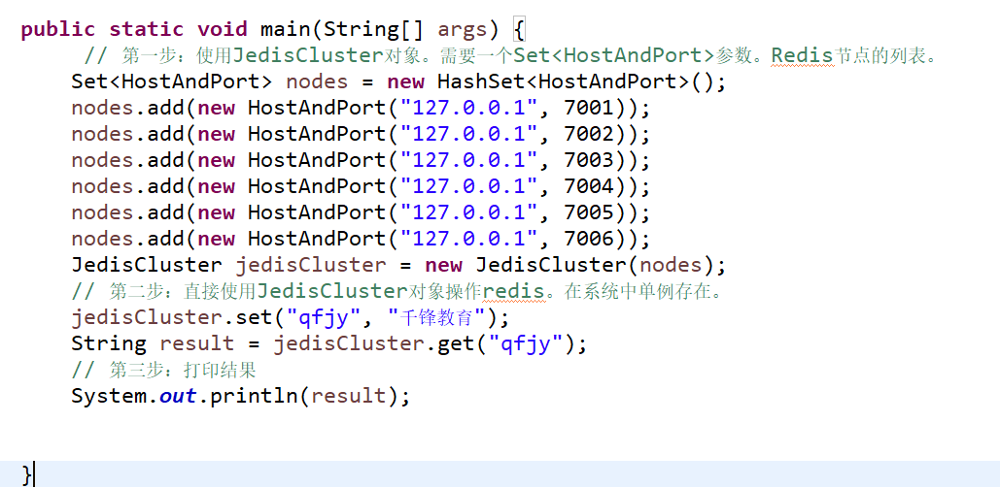 public static void main(String[] args) {
// 第一步：使用JedisCluster对象。需要一个Set<HostAndPort>参数。Redis节点的列表。
Set<HostAndPort> nodes = new HashSet<HostAndPort>();
nodes.add(new HostAndPort("127.0.0.1", 7001));
nodes.add(new HostAndPort("127.0.0.1", 7002));
nodes.add(new HostAndPort("127.0.0.1", 7003));
nodes.add(new HostAndPort("127.0.0.1", 7004));
nodes.add(new HostAndPort("127.0.0.1", 7005));
nodes.add(new HostAndPort("127.0.0.1", 7006));
JedisCluster jedisCluster = new JedisCluster(nodes);
// 第二步：直接使用JedisCluster对象操作redis。在系统中单例存在。
jedisCluster.set("qfjy", "千锋教育");
String result = jedisCluster.get("qfjy");
// 第三步：打印结果
System.out.println(result);
}